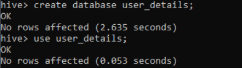 hive> create database user_details;
OK
No rows affected (2.635 seconds)
hive> use user_details;
OK
No rows affected (0.053 seconds)